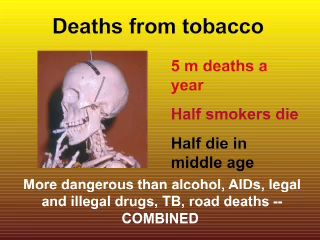 Deaths from tobacco
5 m deaths a
year
Half smokers die
Half die in
middle age
More dangerous than alcohol, AIDs, legal
and illegal drugs, TB, road deaths --
COMBINED